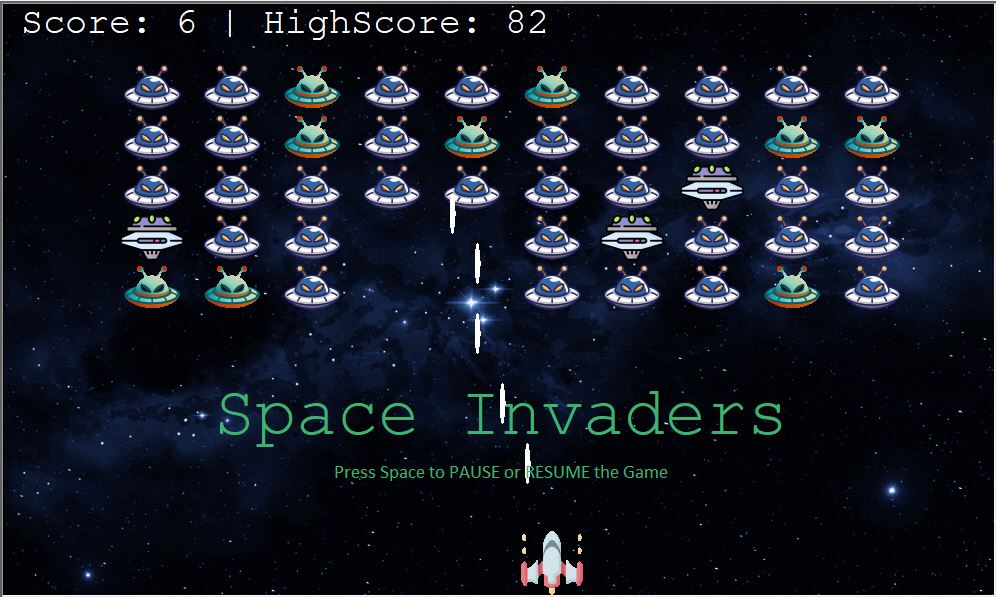 Score: 6 | HighScore: 82
Space Invaders
Press Space to PAUSE or RESUME the Game